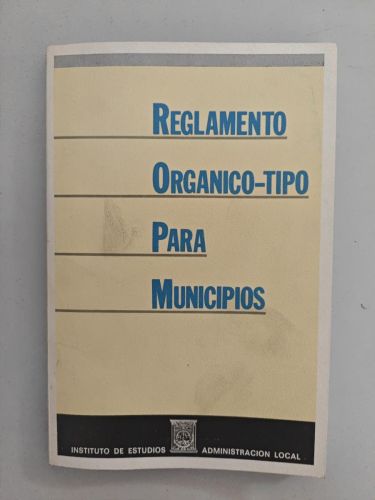 REGLAMENTO
ORGANICO-TIPO
PARA
MUNICIPIOS
INSTITUTO DE ESTUDIOS ADMINISTRACION LOCAL